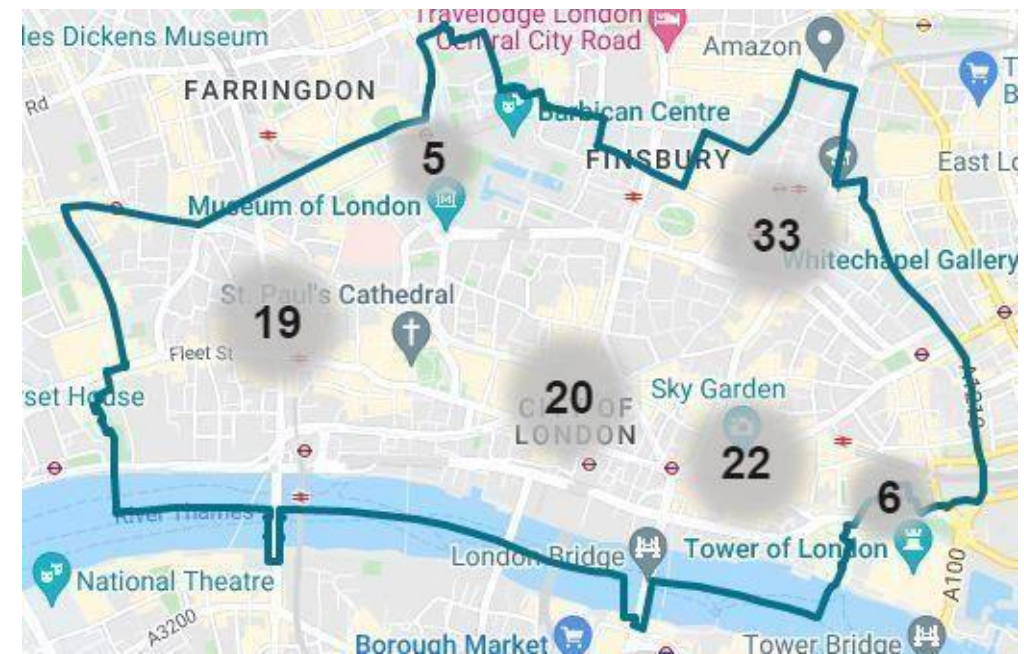 Travelodge London
Central City Road
les Dickens Museum
Amazon
FARRINGDON
Rd
Barbican Centre
FINSBURY
5
East Lo
Museum of London
33
Whitechapel Gallery
St. Paul's Cathedral
19
Fleet St
rset House
20
CITY OF
LONDON
Sky Garden
22
A1210
6
River Thames
London Bridge
Tower of London
National Theatre
A100
A3200
Borough Market
Tower Bridge